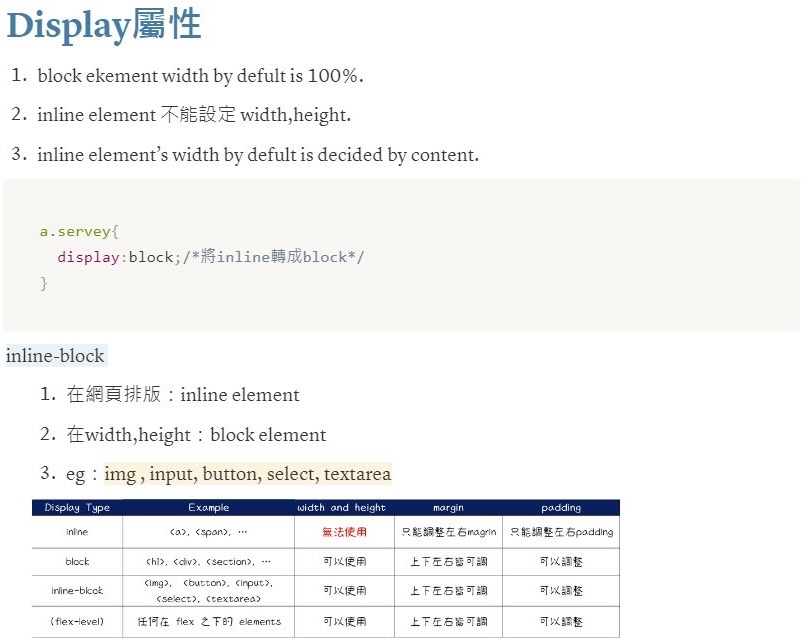 Display屬性
1. block ekement width by defult is 100%.
2. inline element 不能設定 width,height.
3. inline element’s width by defult is decided by content.
a.servey{
display:block;/*將inline轉成block*/
}
inline-block
1. 在網頁排版：inline element
2. 在width,height：block element
3. eg：img , input, button, select, textarea
Display Type Example width and height margin padding
inline <a>, <span>, … 無法使用 只能調整左右magrin 只能調整左右padding
block <h1>, <div>, <section>, … 可以使用 上下左右皆可調 可以調整
inline-blcok <img>, <button>, <input>, 可以使用 上下左右皆可調 可以調整
<select>, <textarea>
(flex-level) 任何在 flex 之下的 elements 可以使用 上下左右皆可調 可以調整